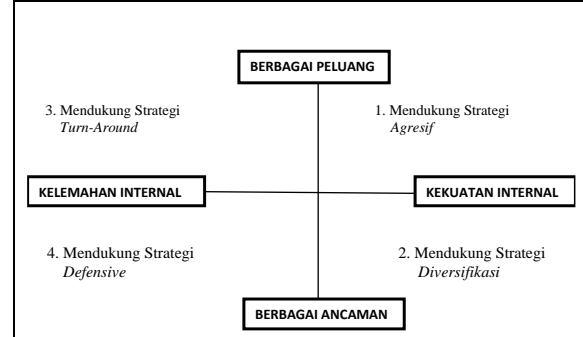 BERBAGAI PELUANG
3. Mendukung Strategi
Turn-Around
1. Mendukung Strategi
Agresif
KELEMAHAN INTERNAL
KEKUATAN INTERNAL
4. Mendukung Strategi
Defensive
2. Mendukung Strategi
Diversifikasi
BERBAGAI ANCAMAN